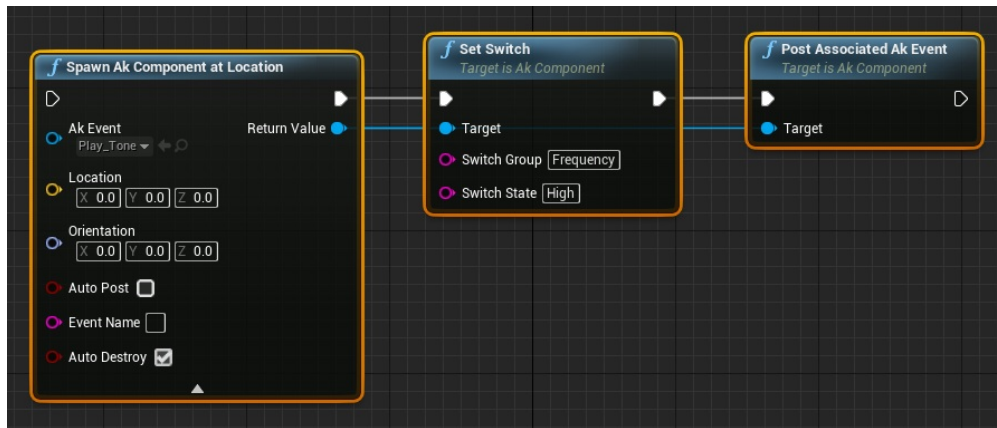 f Spawn Ak Component at Location
Ak Event
Play_Tone
Return Value
Location
X 0.0 Y 0.0 Z 0.0
Orientation
X 0.0 Y 0.0 Z 0.0
Auto Post
Event Name
Auto Destroy
f Set Switch
Target is Ak Component
Target
Switch Group Frequency
Switch State High
f Post Associated Ak Event
Target is Ak Component
Target